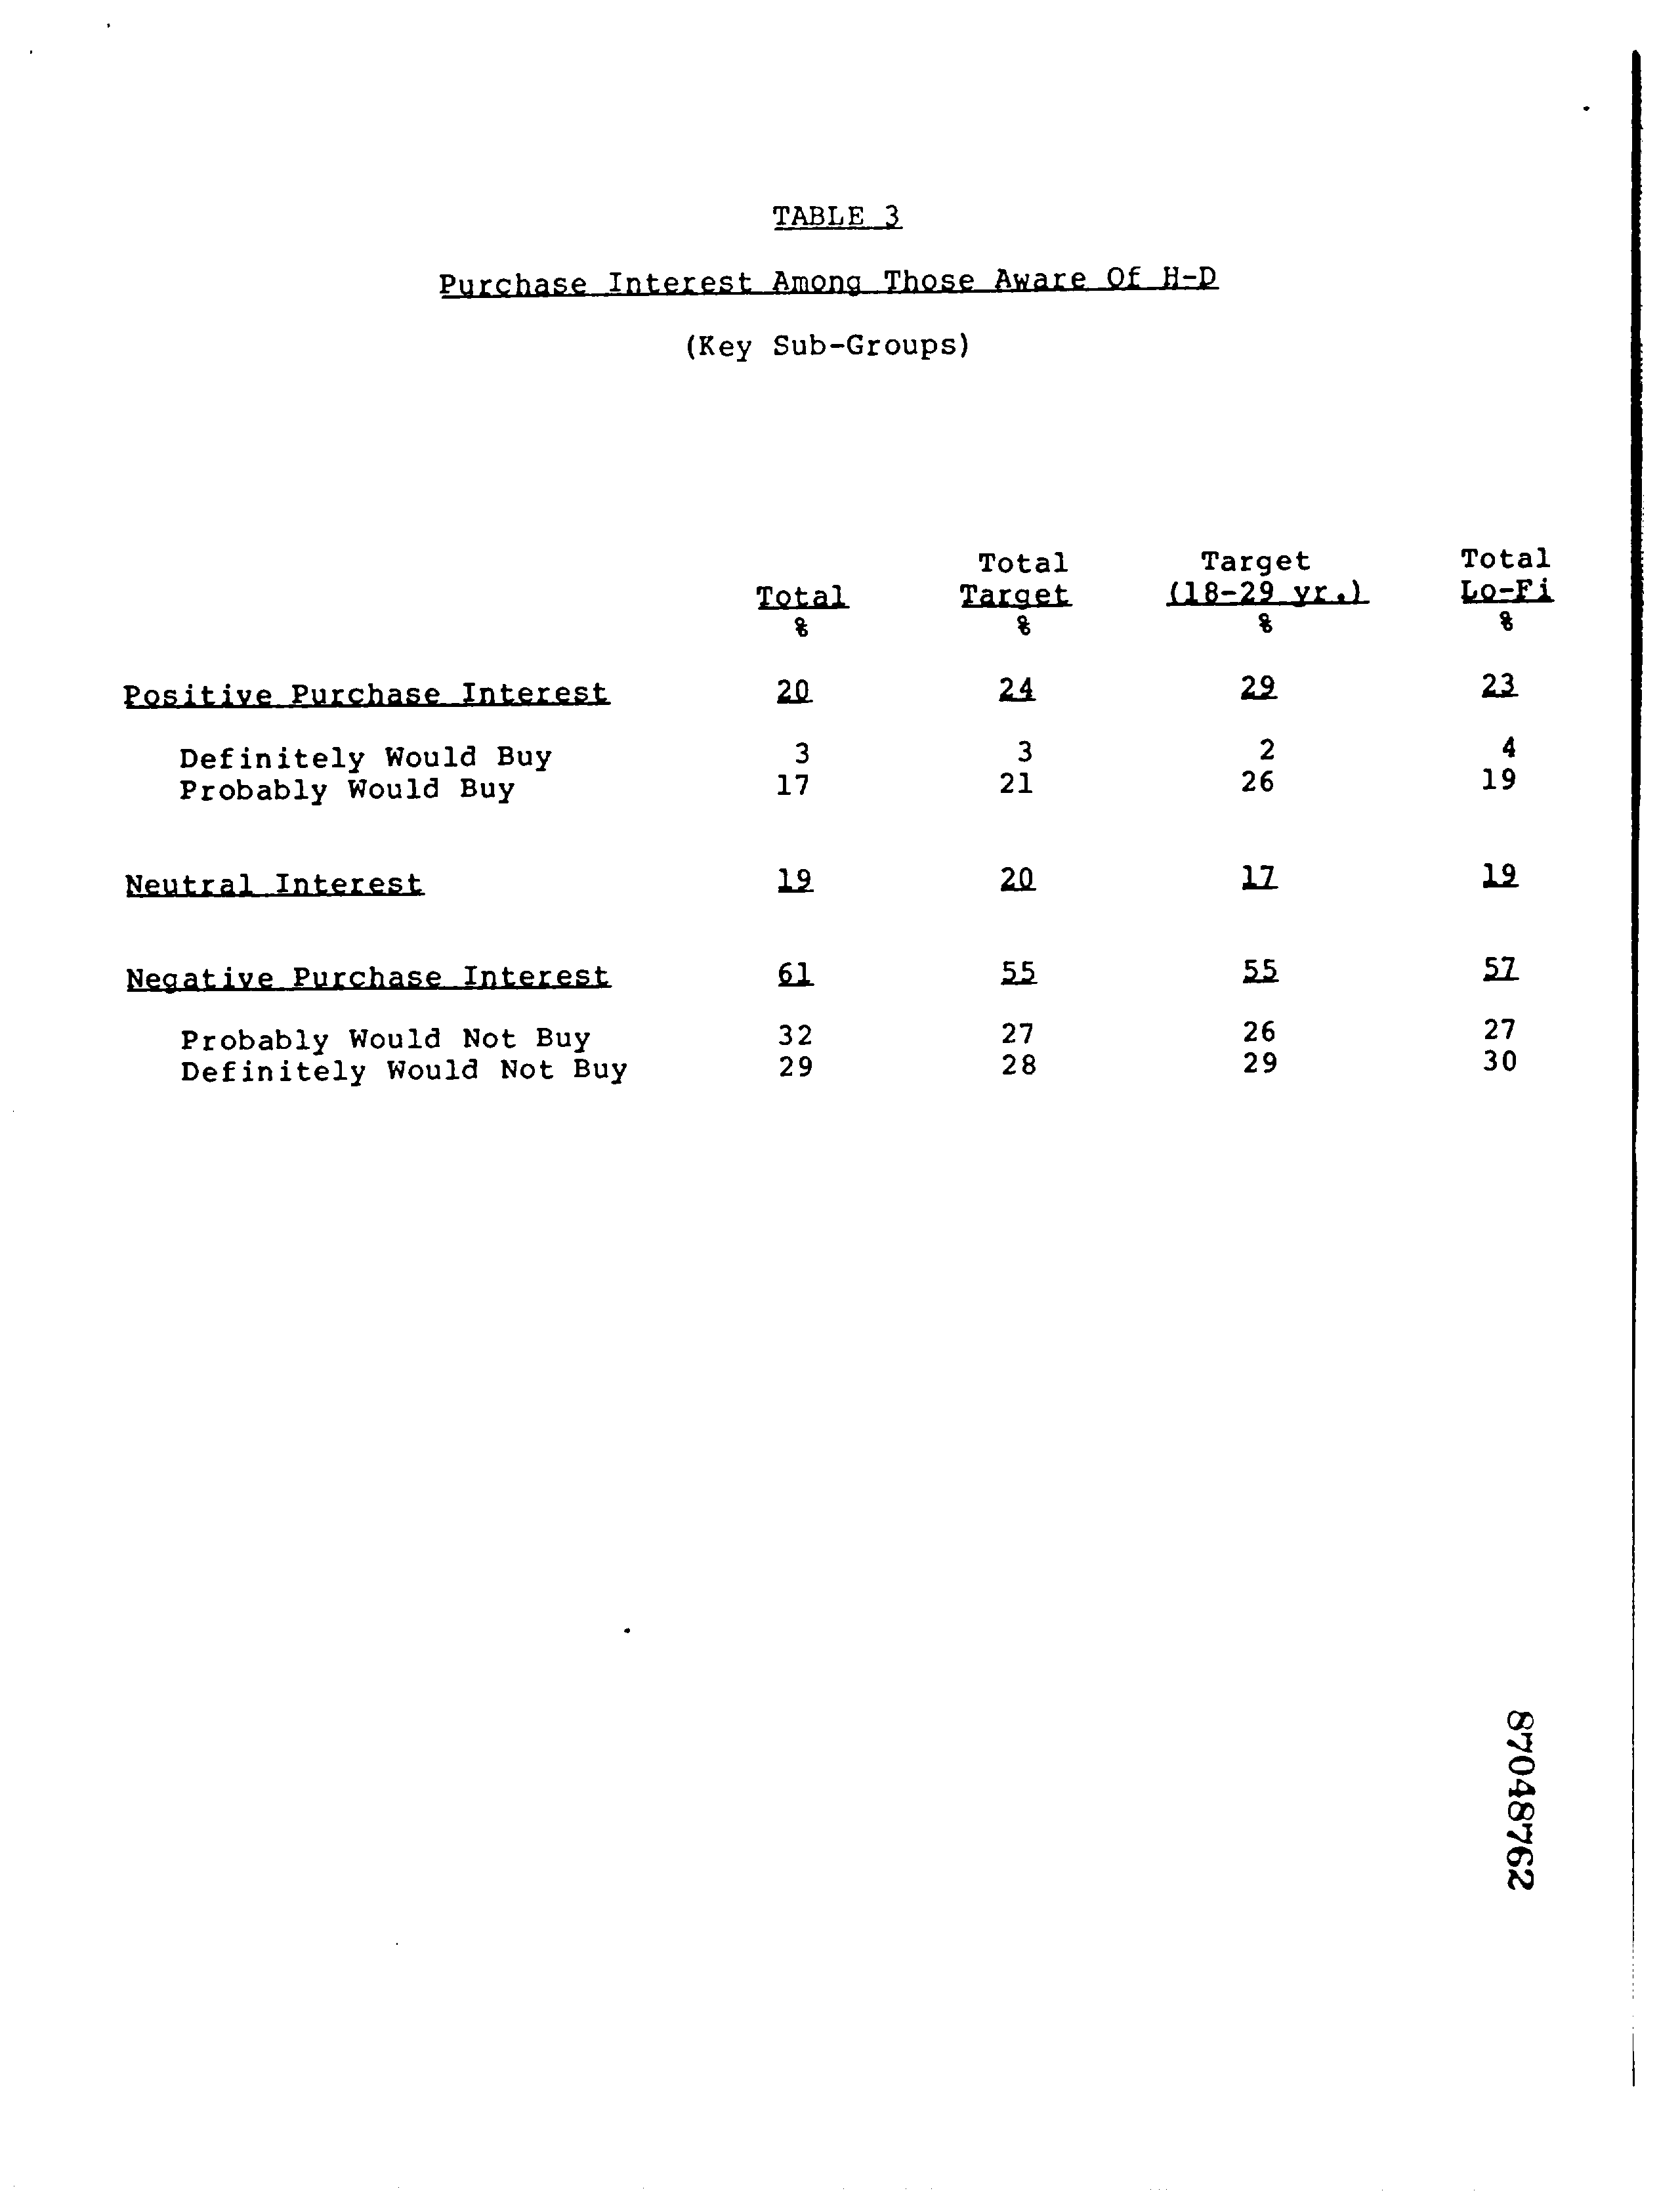 TABLE 3
Purchase Interest Among Those Aware Of H-D
(Key Sub-Groups)
Total Target Total
Total Target (18-29 yr.) Lo-Fi
% % % %
Positive Purchase Interest 20 24 29 23
Definitely Would Buy 3 3 2 4
Probably Would Buy 17 21 26 19
Neutral Interest 19 20 17 19
Negative Purchase Interest 61 55 55 57
Probably Would Not Buy 32 27 26 27
Definitely Would Not Buy 29 28 29 30
87048762